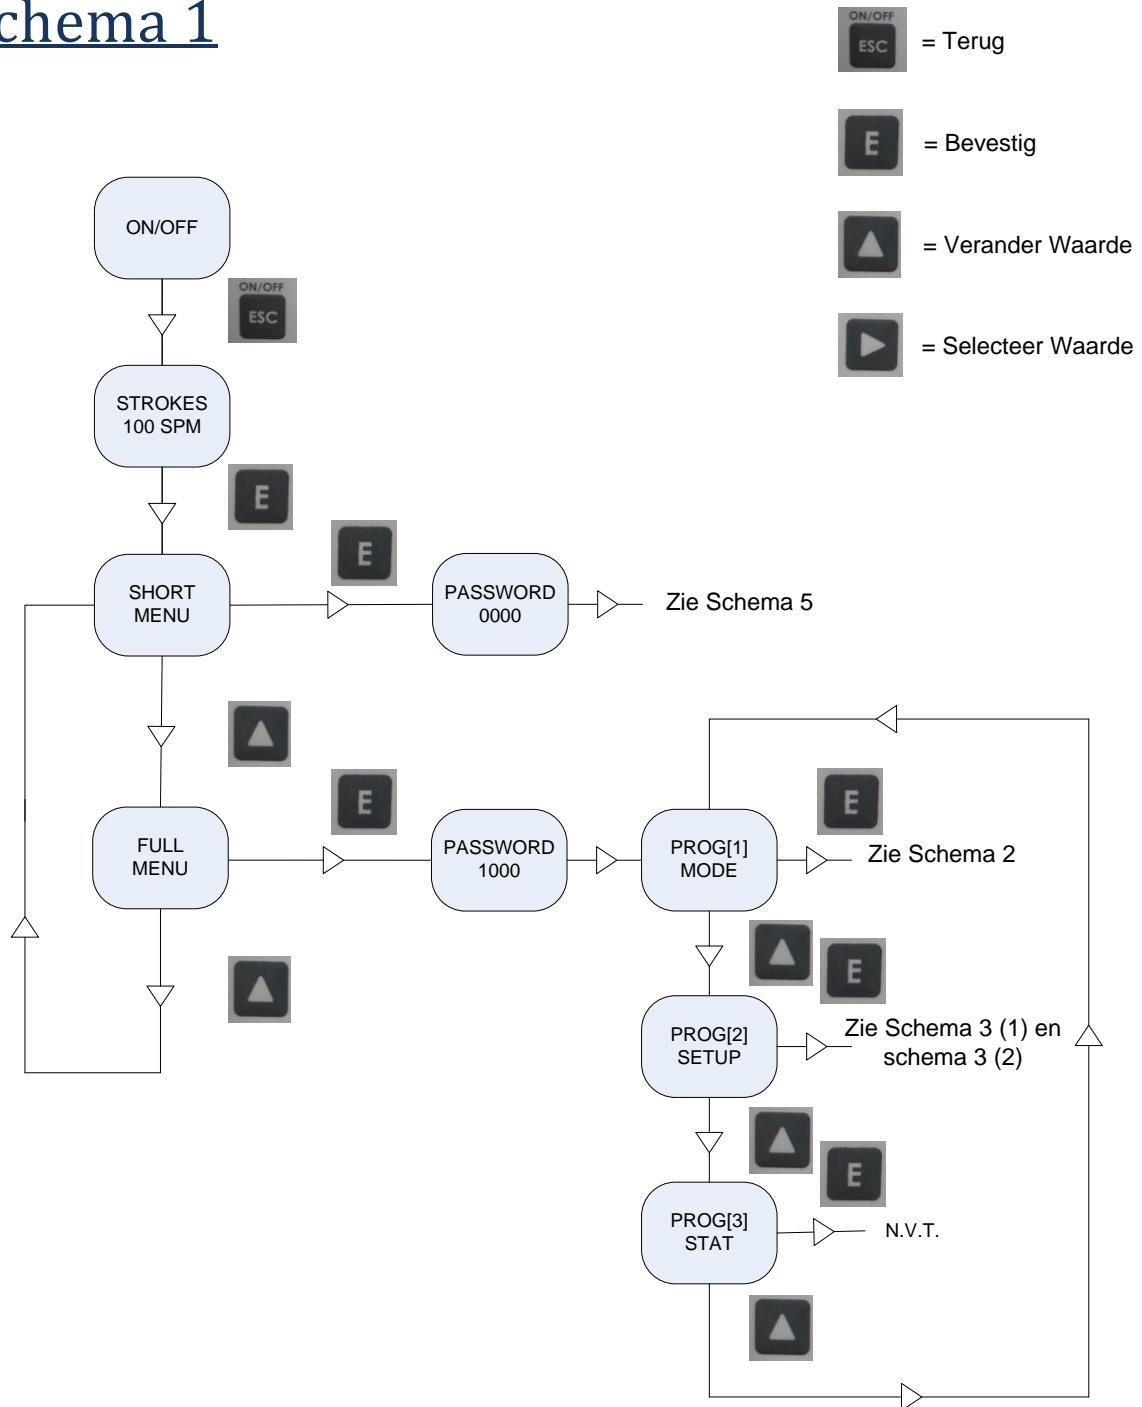 chema 1
ON/OFF
ESC
= Terug
E
= Bevestig
= Verander Waarde
= Selecteer Waarde
ON/OFF
ON/OFF
ESC
STROKES
100 SPM
E
E
SHORT
MENU
PASSWORD
0000
Zie Schema 5
E
E
FULL
MENU
PASSWORD
1000
PROG[1]
MODE
Zie Schema 2
E
PROG[2]
SETUP
Zie Schema 3 (1) en
schema 3 (2)
E
PROG[3]
STAT
N.V.T.